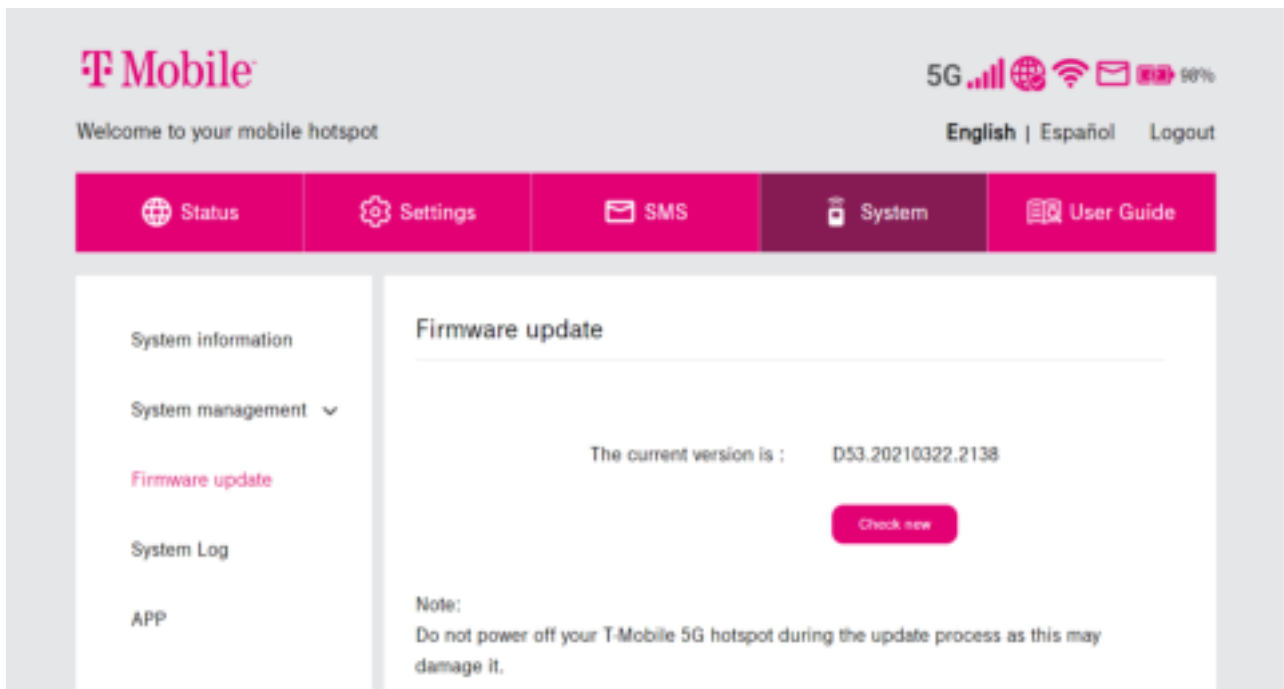 T Mobile
5G 98%
Welcome to your mobile hotspot
English | Español Logout
Status Settings SMS System User Guide
System information
System management
Firmware update
System Log
APP
Firmware update
The current version is : D53.20210322.2138
Check new
Note:
Do not power off your T-Mobile 5G hotspot during the update process as this may
damage it.